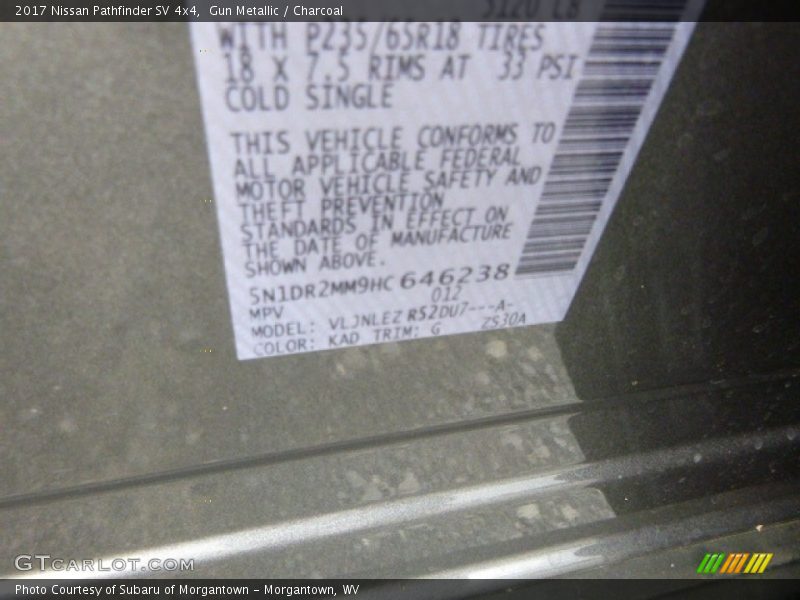 2017 Nissan Pathfinder SV 4x4,  Gun Metallic / Charcoal
5120 LB
WITH P235/65R18 TIRES
18 X 7.5 RIMS AT 33 PSI
COLD SINGLE
THIS VEHICLE CONFORMS TO
ALL APPLICABLE FEDERAL
MOTOR VEHICLE SAFETY AND
THEFT PREVENTION
STANDARDS IN EFFECT ON
THE DATE OF MANUFACTURE
SHOWN ABOVE.
5N1DR2MM9HC646238
MPV 012
MODEL: VLJNLEZ R52DU7---A-
COLOR: KAD TRIM: G ZS30A
GTCARLOT.COM
Photo Courtesy of Subaru of Morgantown - Morgantown, WV